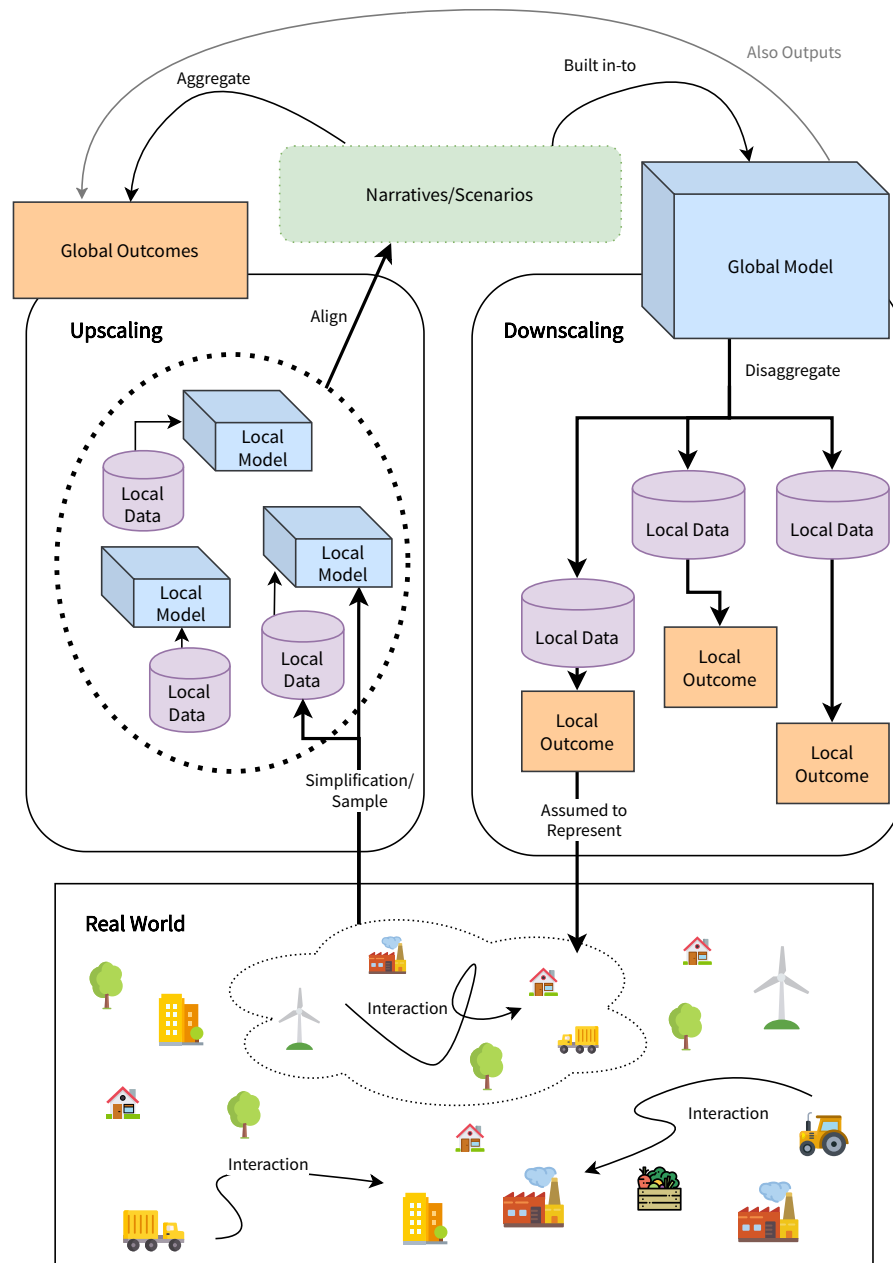 Also Outputs
Aggregate
Built in-to
Narratives/Scenarios
Global Outcomes
Global Model
Upscaling
Align
Downscaling
Disaggregate
Local
Model
Local
Data
Local
Model
Local
Model
Local
Data
Local
Data
Simplification/
Sample
Local Data
Local Data
Local Data
Local
Outcome
Local
Outcome
Local
Outcome
Assumed to
Represent
Real World
Interaction
Interaction
Interaction